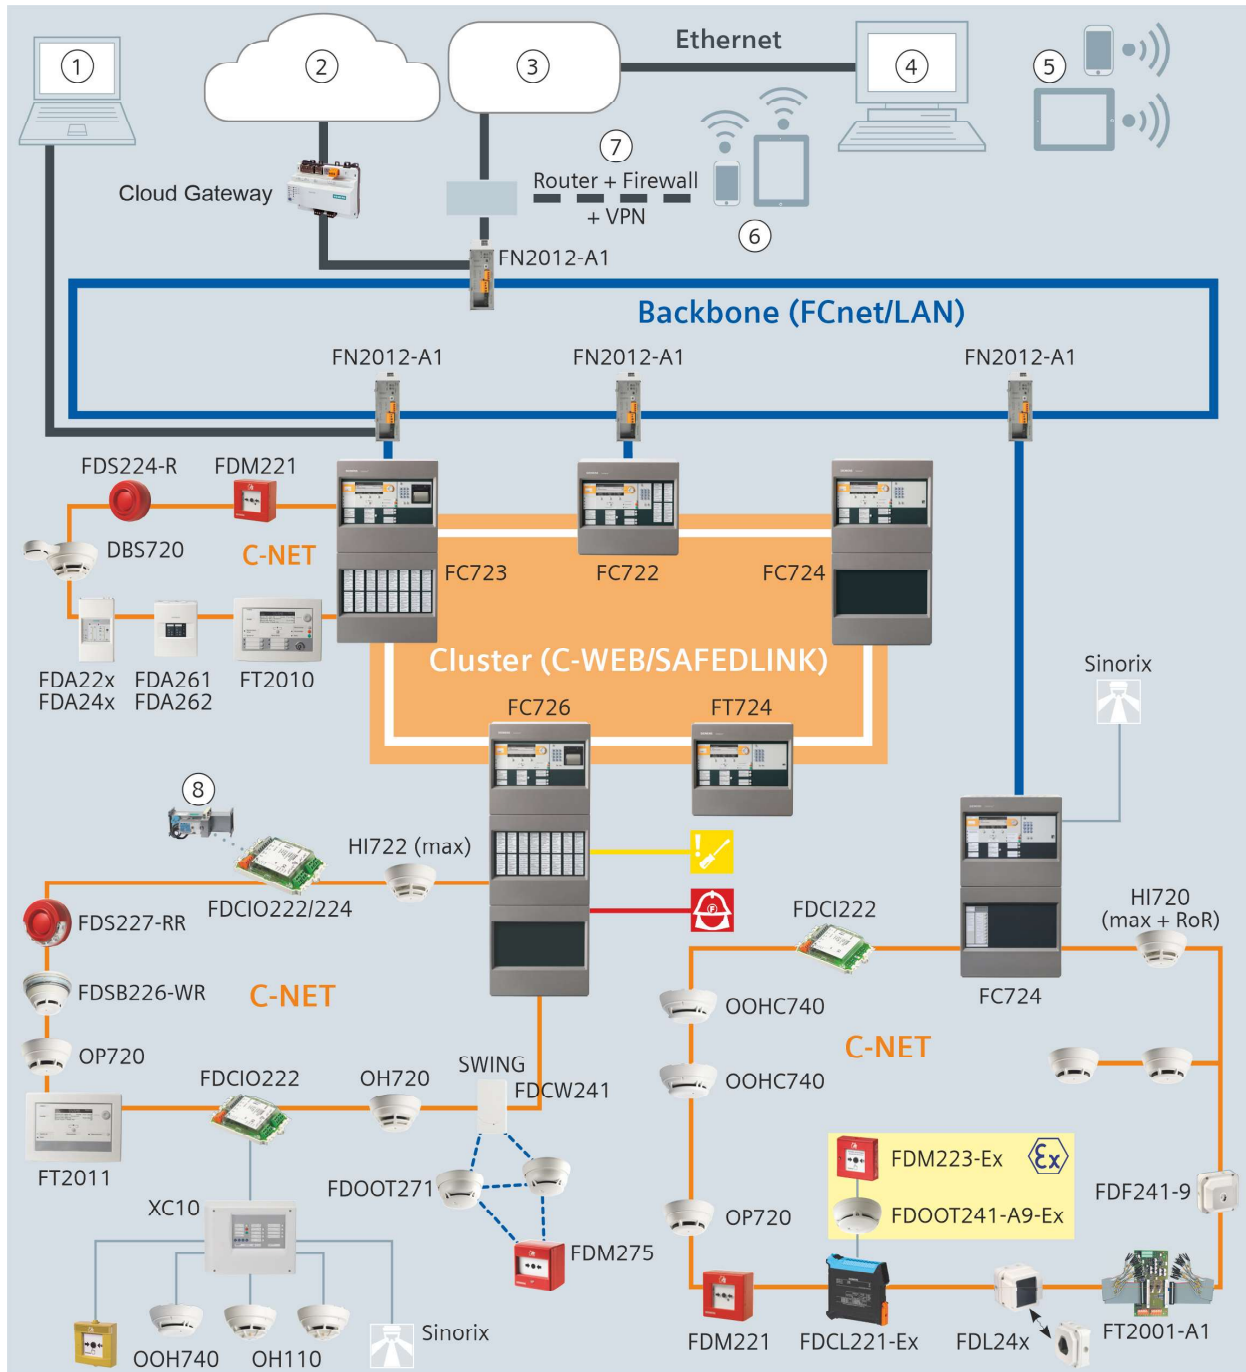 1
2
3
Ethernet
4
5
Cloud Gateway
7
Router + Firewall
+ VPN
6
FN2012-A1
Backbone (FCnet/LAN)
FN2012-A1
FN2012-A1
FN2012-A1
FDS224-R
FDM221
DBS720
C-NET
FC723
FC722
FC724
FDA22x
FDA24x
FDA261
FDA262
FT2010
Cluster (C-WEB/SAFEDLINK)
Sinorix
FC726
FT724
8
HI722 (max)
FDCIO222/224
FDS227-RR
FDSB226-WR
C-NET
OP720
FDCIO222
OH720
SWING
FDCW241
FT2011
FDOOT271
XC10
FDM275
OOH740
OH110
Sinorix
F
FDCI222
HI720
(max + RoR)
FC724
OOHC740
C-NET
OOHC740
FDM223-Ex
Ex
FDOOT241-A9-Ex
FDF241-9
OP720
FDM221
FDCL221-Ex
FDL24x
FT2001-A1